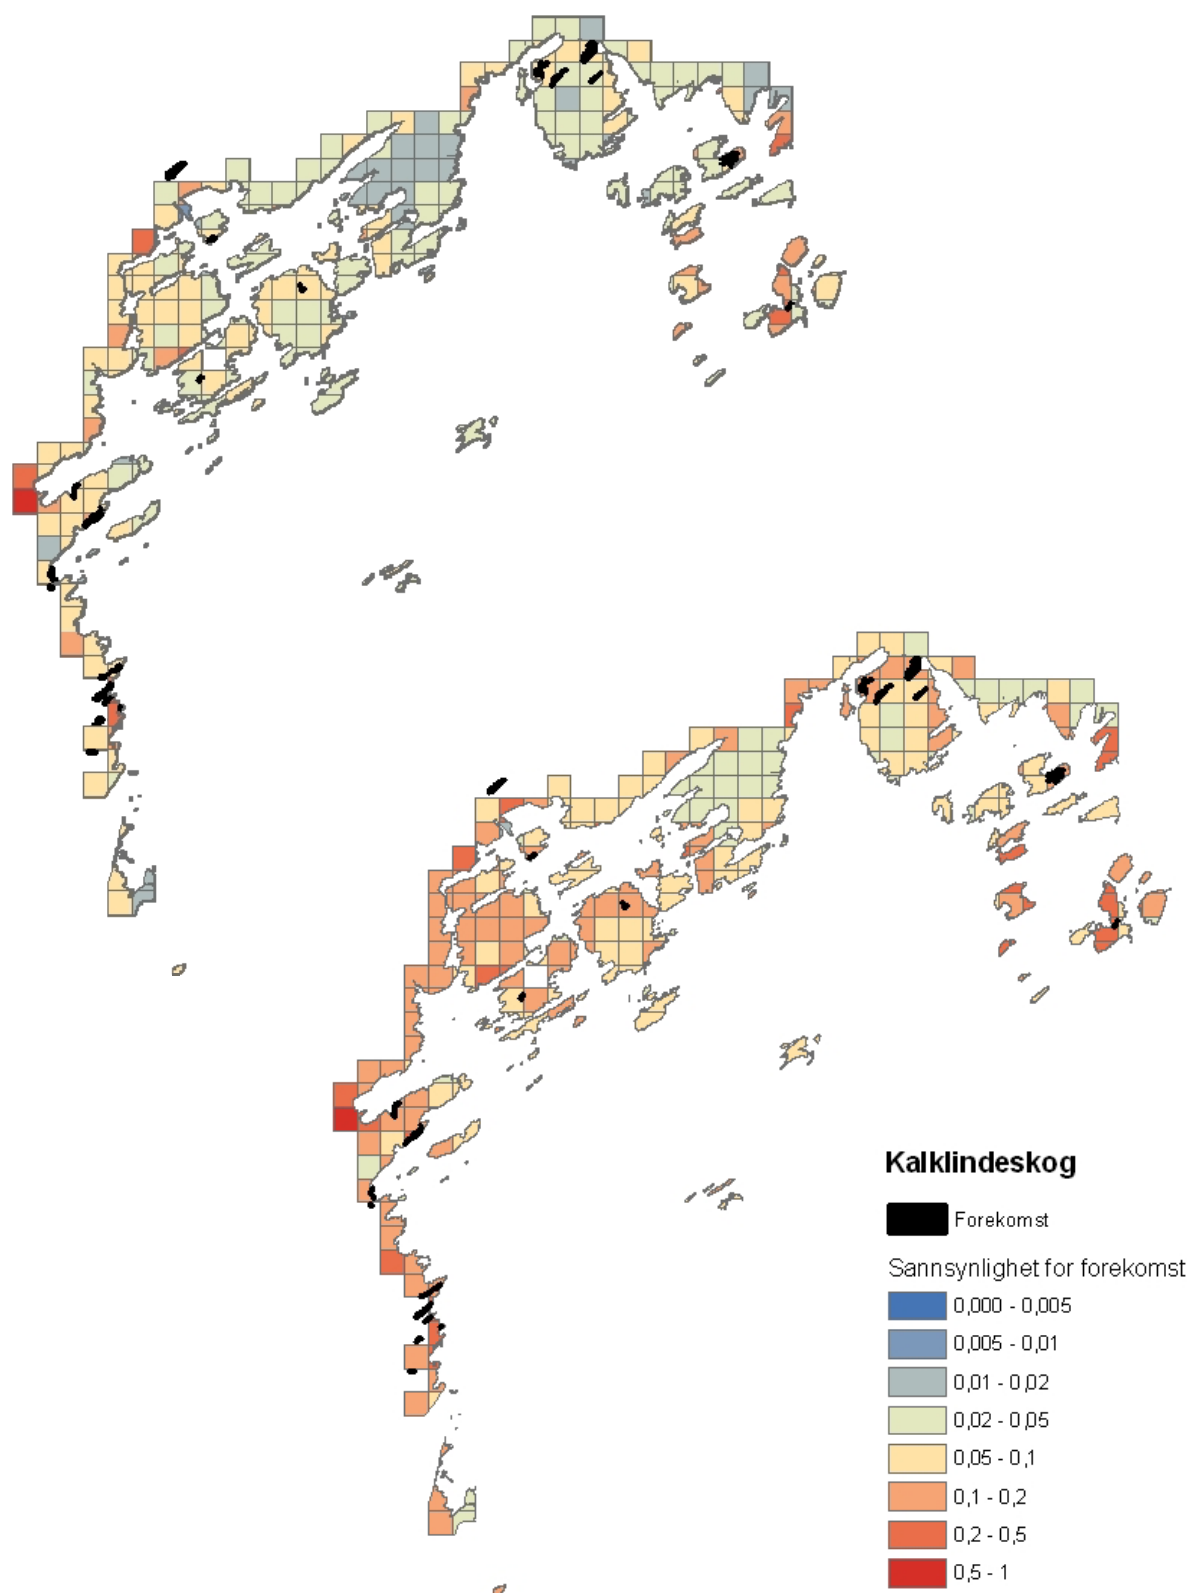 Kalklindeskog
Forekomst
Sannsynlighet for forekomst
0,000 - 0,005
0,005 - 0,01
0,01 - 0,02
0,02 - 0,05
0,05 - 0,1
0,1 - 0,2
0,2 - 0,5
0,5 - 1